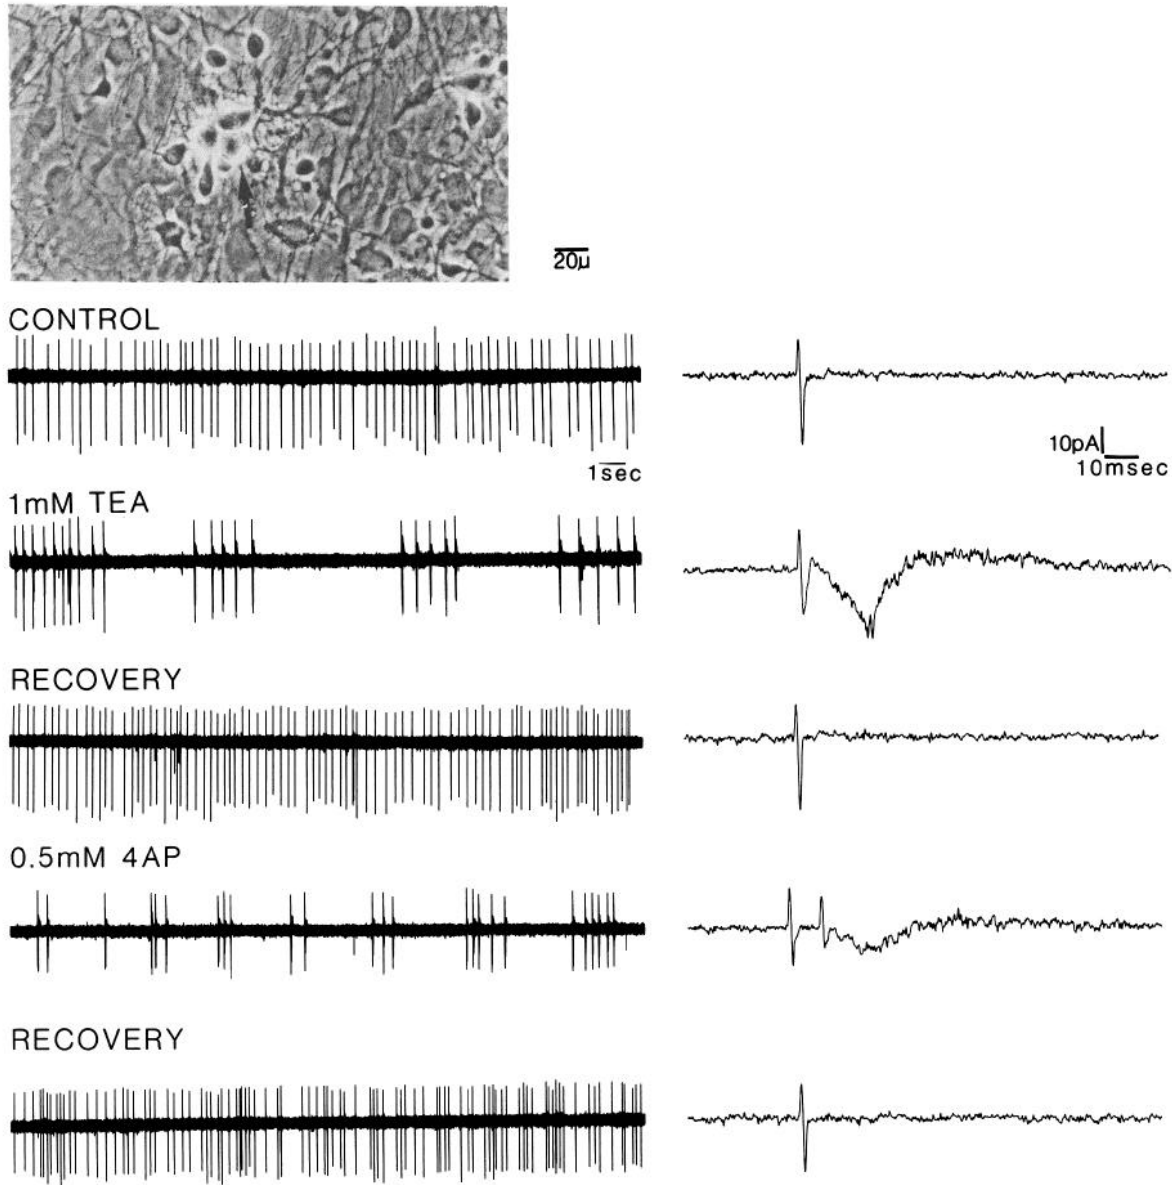 20μ
CONTROL
10pA
1sec
10msec
1mM TEA
RECOVERY
0.5mM 4AP
RECOVERY